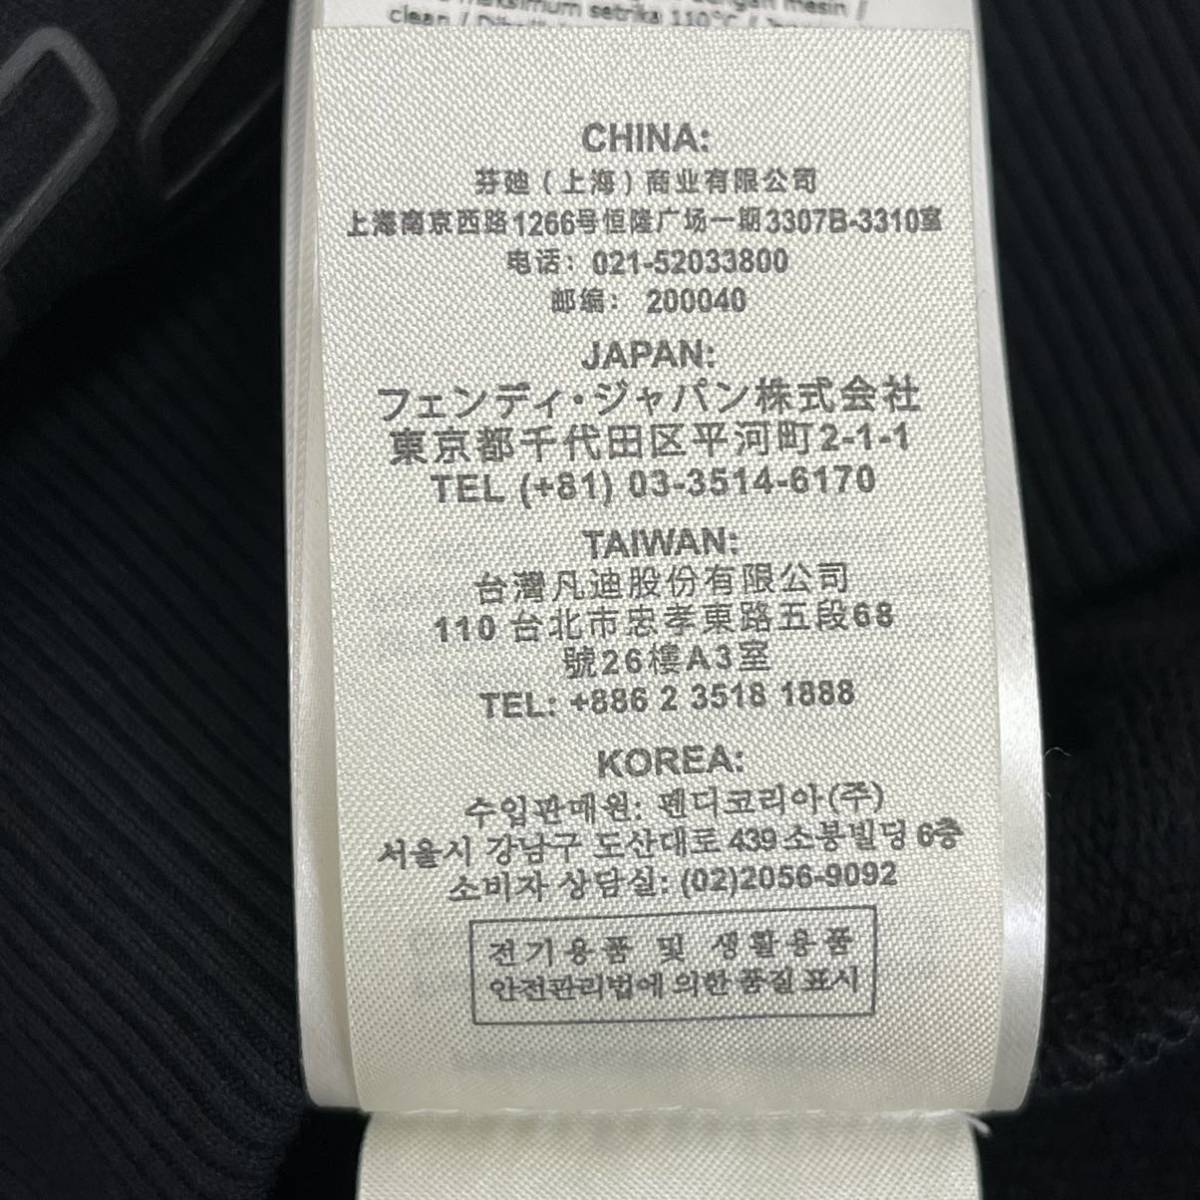 maksimum setrika 110°C /
clean /
CHINA:
芬廸（上海）商业有限公司
上海南京西路1266号恒隆广场一期3307B-3310室
电话：021-52033800
邮编： 200040
JAPAN:
フェンディ・ジャパン株式会社
東京都千代田区平河町2-1-1
TEL (+81) 03-3514-6170
TAIWAN:
台灣凡迪股份有限公司
110 台北市忠孝東路五段68
號26樓A3室
TEL: +886 2 3518 1888
KOREA:
수입판매원: 펜디코리아(주)
서울시 강남구 도산대로 439 소봉빌딩 6층
소비자 상담실: (02)2056-9092
전기용품 및 생활용품
안전관리법에 의한 품질 표시